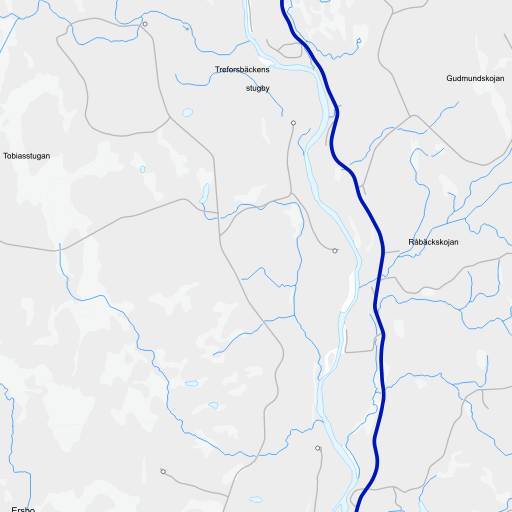 Treforsbäckens
stugby
Gudmundskojan
Tobiasstugan
Råbäckskojan
Ersbo